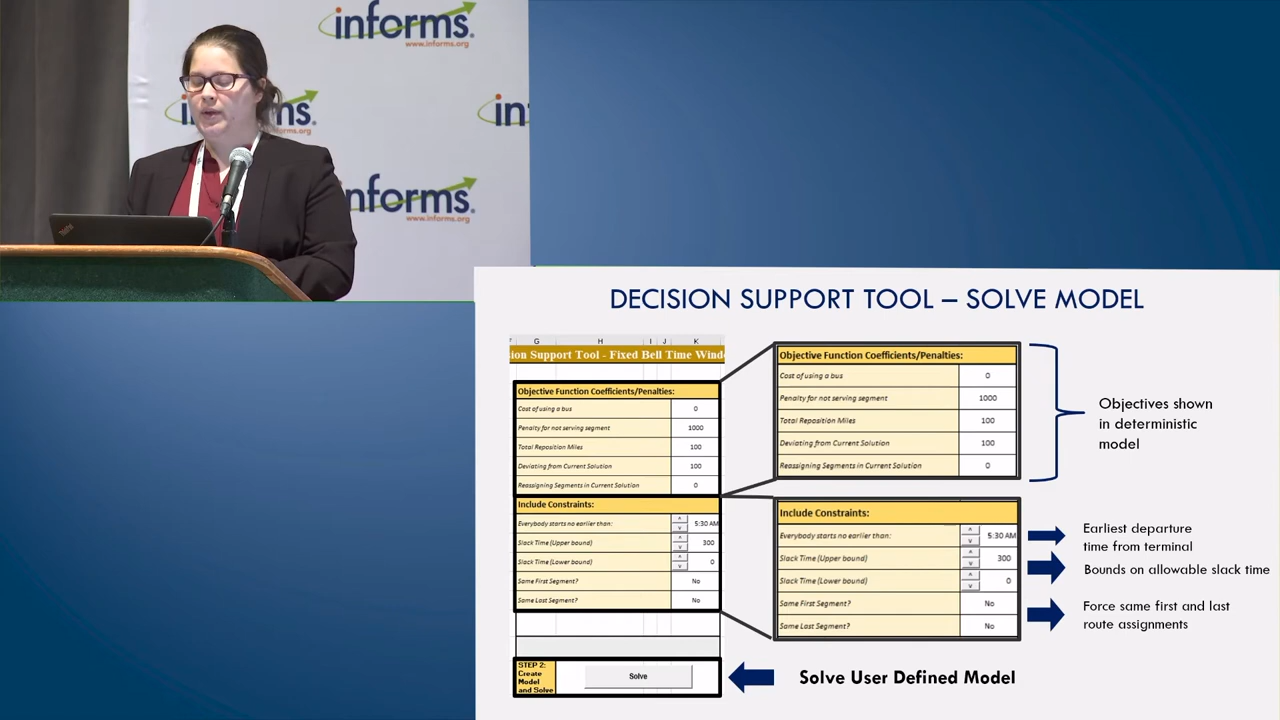 informs.
www.informs.org
informs.
informs.org
in
informs.
www.informs.org
ThinkPad
DECISION SUPPORT TOOL – SOLVE MODEL
G H I J K
ion Support Tool - Fixed Bell Time Wind
Objective Function Coefficients/Penalties:
Cost of using a bus 0
Penalty for not serving segment 1000
Total Reposition Miles 100
Deviating from Current Solution 100
Reassigning Segments in Current Solution 0
Include Constraints:
Everybody starts no earlier than: 5:30 AM
Slack Time (Upper bound) 300
Slack Time (Lower bound) 0
Same First Segment? No
Same Last Segment? No
STEP 2:
Create
Model
and Solve
Solve
Objective Function Coefficients/Penalties:
Cost of using a bus 0
Penalty for not serving segment 1000
Total Reposition Miles 100
Deviating from Current Solution 100
Reassigning Segments in Current Solution 0
Objectives shown
in deterministic
model
Include Constraints:
Everybody starts no earlier than: 5:30 AM
Slack Time (Upper bound) 300
Slack Time (Lower bound) 0
Same First Segment? No
Same Last Segment? No
Earliest departure
time from terminal
Bounds on allowable slack time
Force same first and last
route assignments
Solve User Defined Model